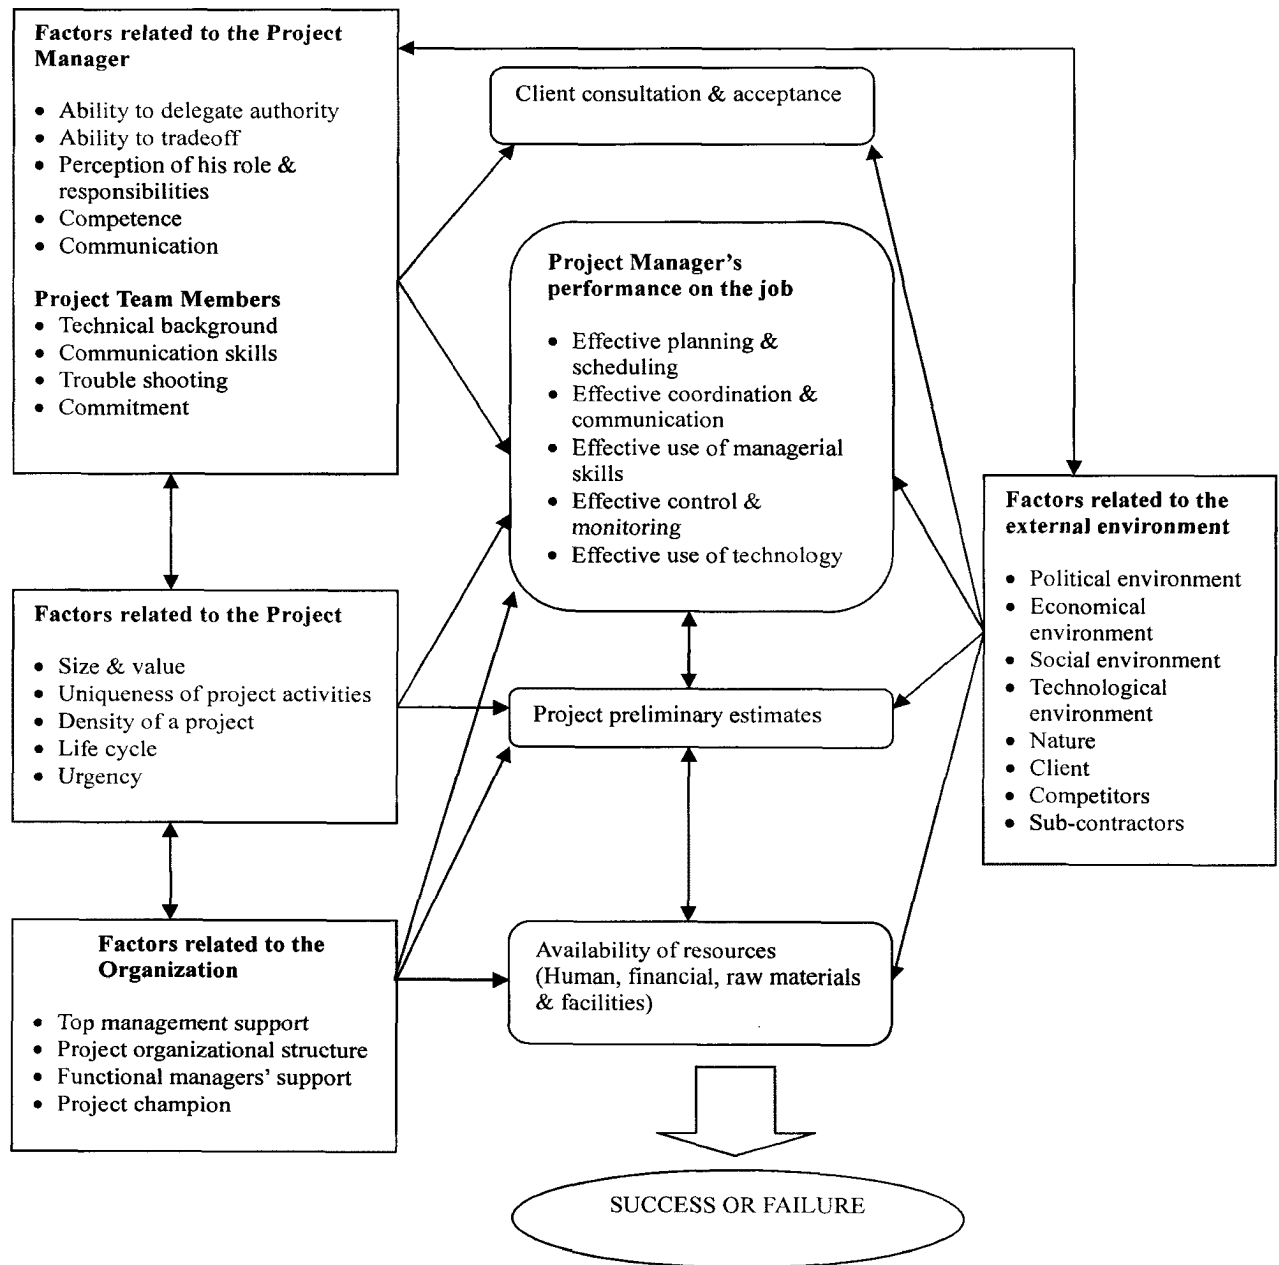 Factors related to the Project
Manager
• Ability to delegate authority
• Ability to tradeoff
• Perception of his role &
responsibilities
• Competence
• Communication
Project Team Members
• Technical background
• Communication skills
• Trouble shooting
• Commitment
Factors related to the Project
• Size & value
• Uniqueness of project activities
• Density of a project
• Life cycle
• Urgency
Factors related to the
Organization
• Top management support
• Project organizational structure
• Functional managers' support
• Project champion
Client consultation & acceptance
Project Manager's
performance on the job
• Effective planning &
scheduling
• Effective coordination &
communication
• Effective use of managerial
skills
• Effective control &
monitoring
• Effective use of technology
Project preliminary estimates
Availability of resources
(Human, financial, raw materials
& facilities)
SUCCESS OR FAILURE
Factors related to the
external environment
• Political environment
• Economical
environment
• Social environment
• Technological
environment
• Nature
• Client
• Competitors
• Sub-contractors